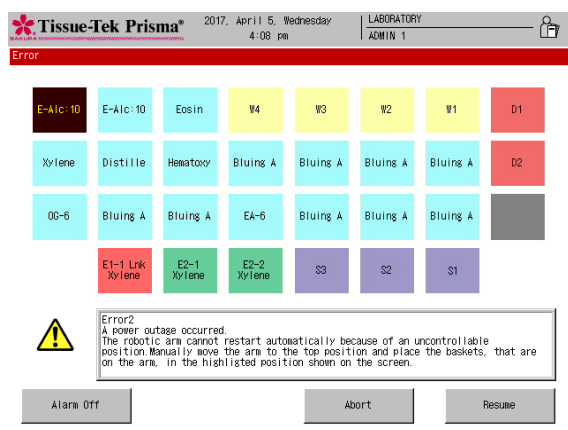 SAKURA
Tissue-Tek Prisma®
2017, April 5, Wednesday
4:08 pm
LABORATORY
ADMIN 1
Error
E-Alc:10 E-Alc:10 Eosin W4 W3 W2 W1 D1
Xylene Distille Hematoxy Bluing A Bluing A Bluing A Bluing A D2
OG-6 Bluing A Bluing A EA-6 Bluing A Bluing A Bluing A
E1-1 Lnk Xylene E2-1 Xylene E2-2 Xylene S3 S2 S1
Error2
A power outage occurred.
The robotic arm cannot restart automatically because of an uncontrollable
position.Manually move the arm to the top position and place the baskets, that are
on the arm, in the highligted position shown on the screen.
Alarm Off Abort Resume